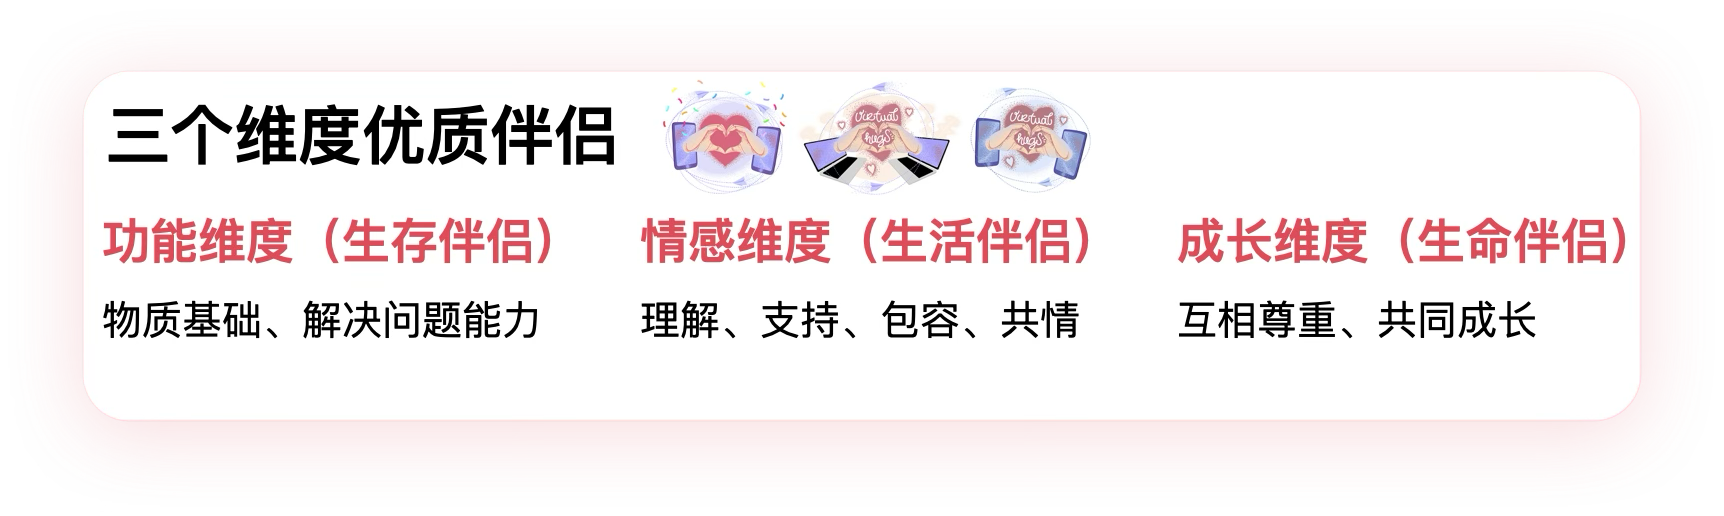 三个维度优质伴侣
virtual hugs
virtual hugs
功能维度（生存伴侣）
情感维度（生活伴侣）
成长维度（生命伴侣）
物质基础、解决问题能力
理解、支持、包容、共情
互相尊重、共同成长